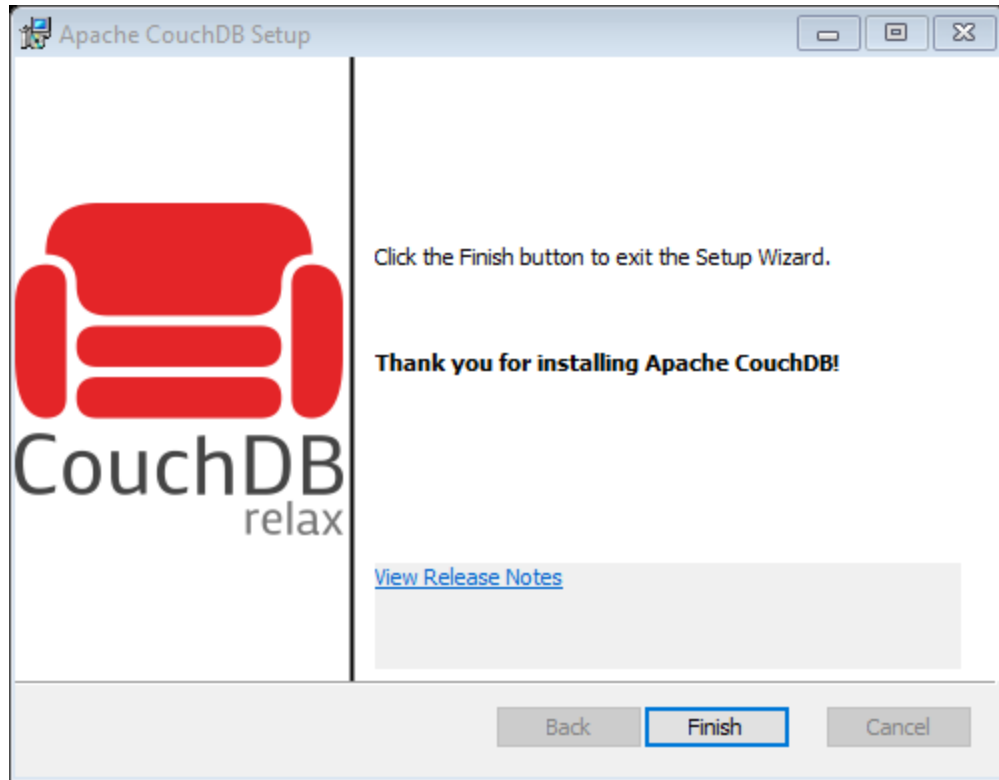 Apache CouchDB Setup
Click the Finish button to exit the Setup Wizard.
Thank you for installing Apache CouchDB!
CouchDB
relax
View Release Notes
Back
Finish
Cancel